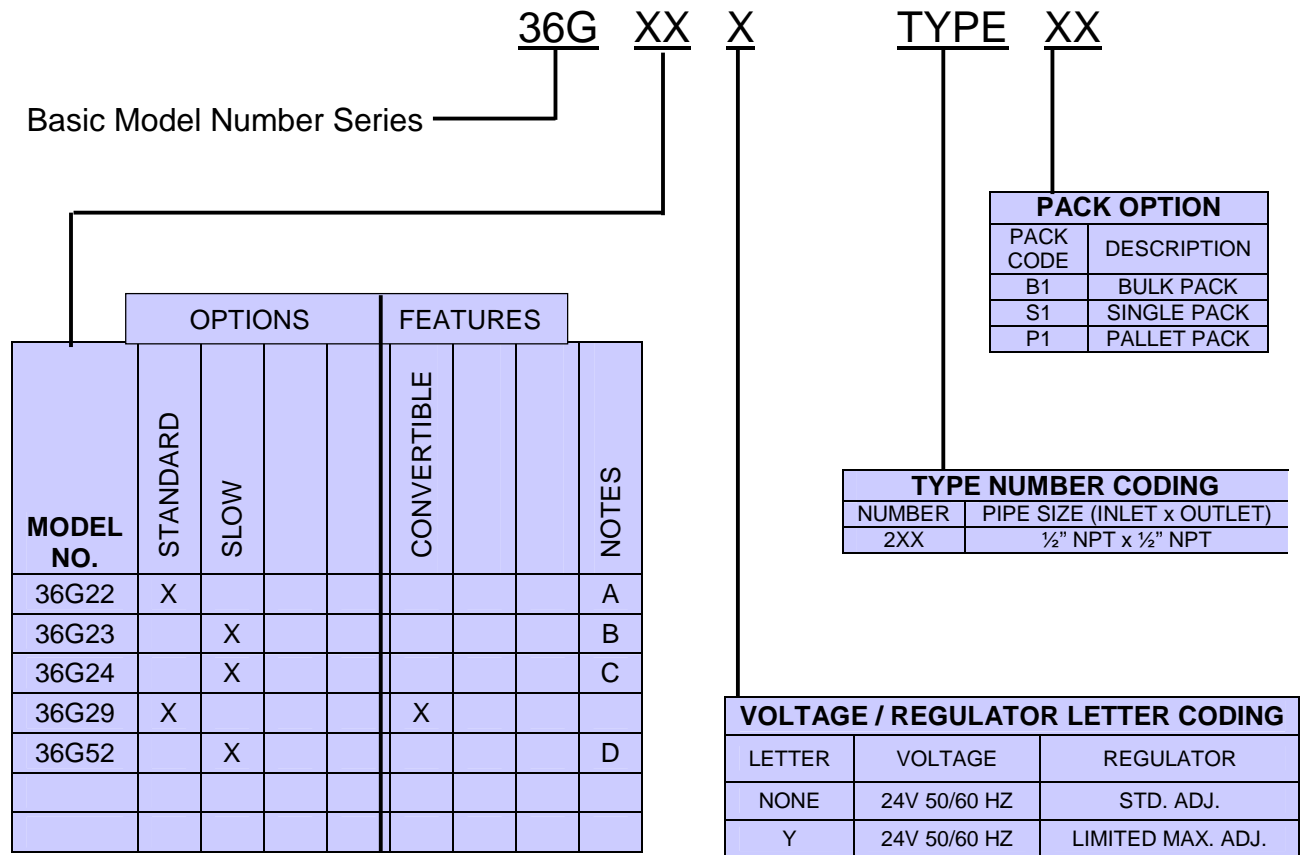 36G XX X TYPE XX
Basic Model Number Series
PACK OPTION
PACK CODE DESCRIPTION
B1 BULK PACK
S1 SINGLE PACK
P1 PALLET PACK
OPTIONS FEATURES
MODEL NO. STANDARD SLOW CONVERTIBLE NOTES
36G22 X A
36G23 X B
36G24 X C
36G29 X X
36G52 X D
TYPE NUMBER CODING
NUMBER PIPE SIZE (INLET x OUTLET)
2XX ½” NPT x ½” NPT
VOLTAGE / REGULATOR LETTER CODING
LETTER VOLTAGE REGULATOR
NONE 24V 50/60 HZ STD. ADJ.
Y 24V 50/60 HZ LIMITED MAX. ADJ.